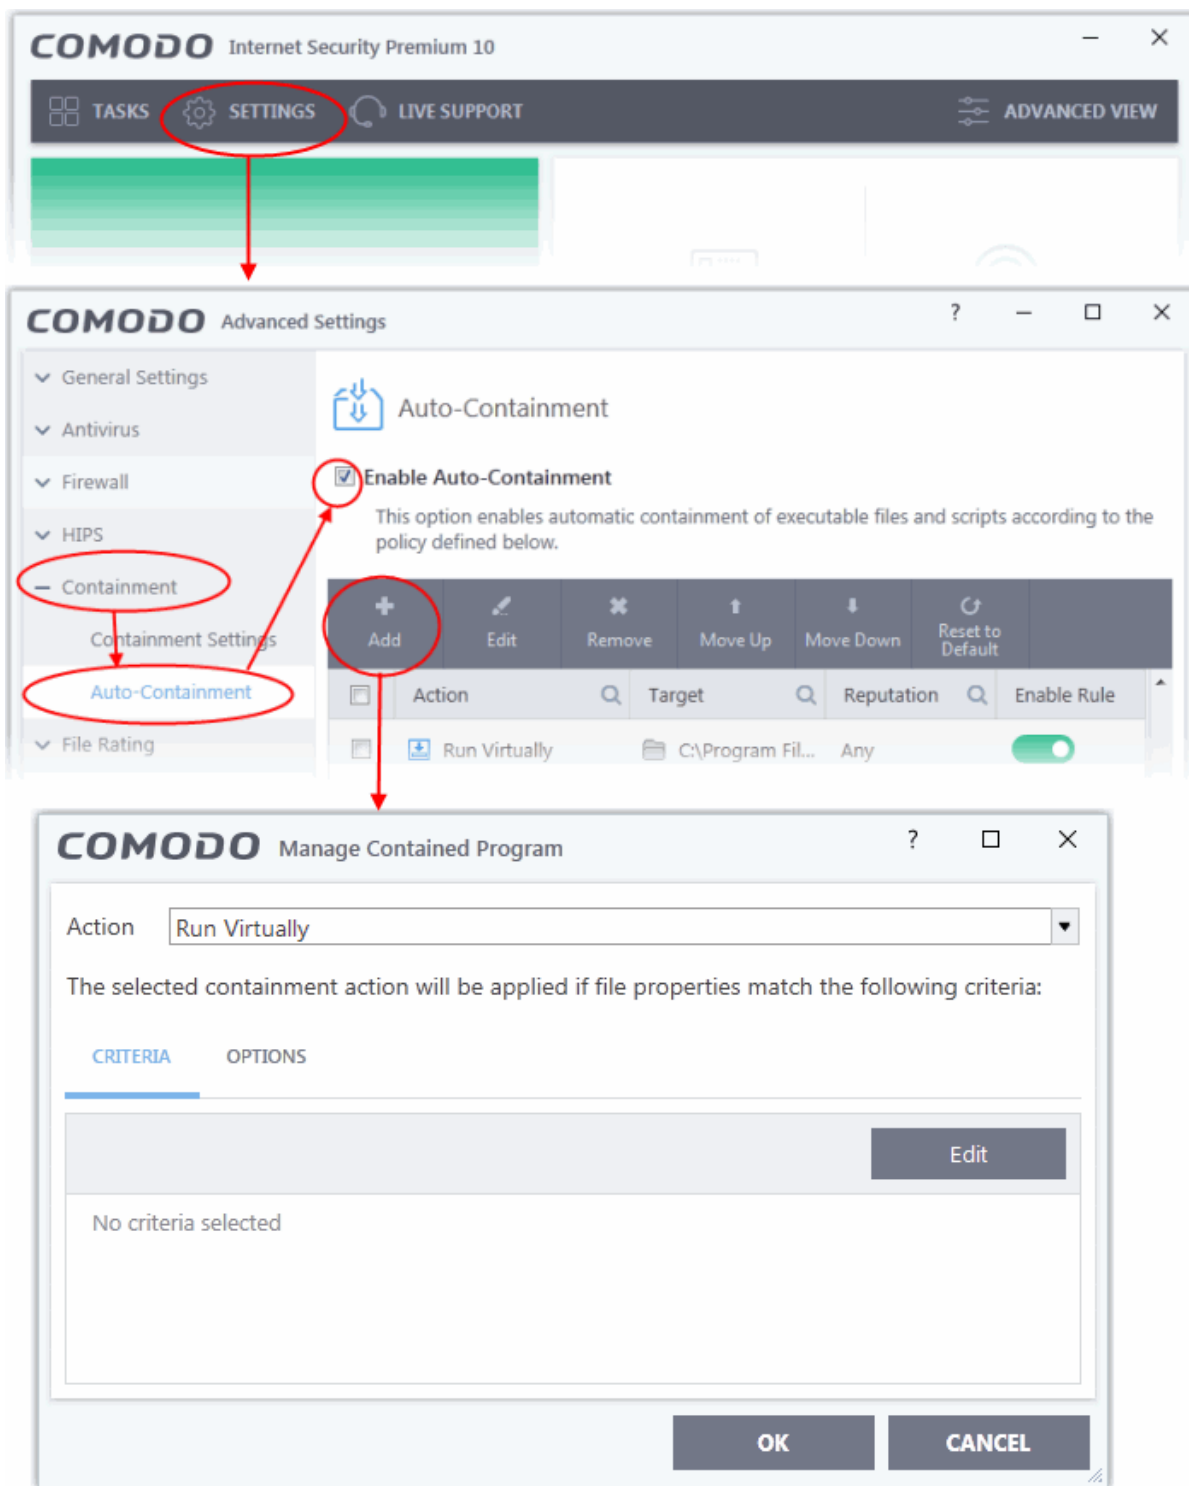 COMODO Internet Security Premium 10
TASKS SETTINGS LIVE SUPPORT ADVANCED VIEW
COMODO Advanced Settings ?
General Settings
Antivirus
Firewall
HIPS
Containment
Containment Settings
Auto-Containment
File Rating
Auto-Containment
Enable Auto-Containment
This option enables automatic containment of executable files and scripts according to the
policy defined below.
Add Edit Remove Move Up Move Down Reset to
Default
Action Target Reputation Enable Rule
Run Virtually C:\Program Fil... Any
COMODO Manage Contained Program ?
Action Run Virtually
The selected containment action will be applied if file properties match the following criteria:
CRITERIA OPTIONS
Edit
No criteria selected
OK CANCEL